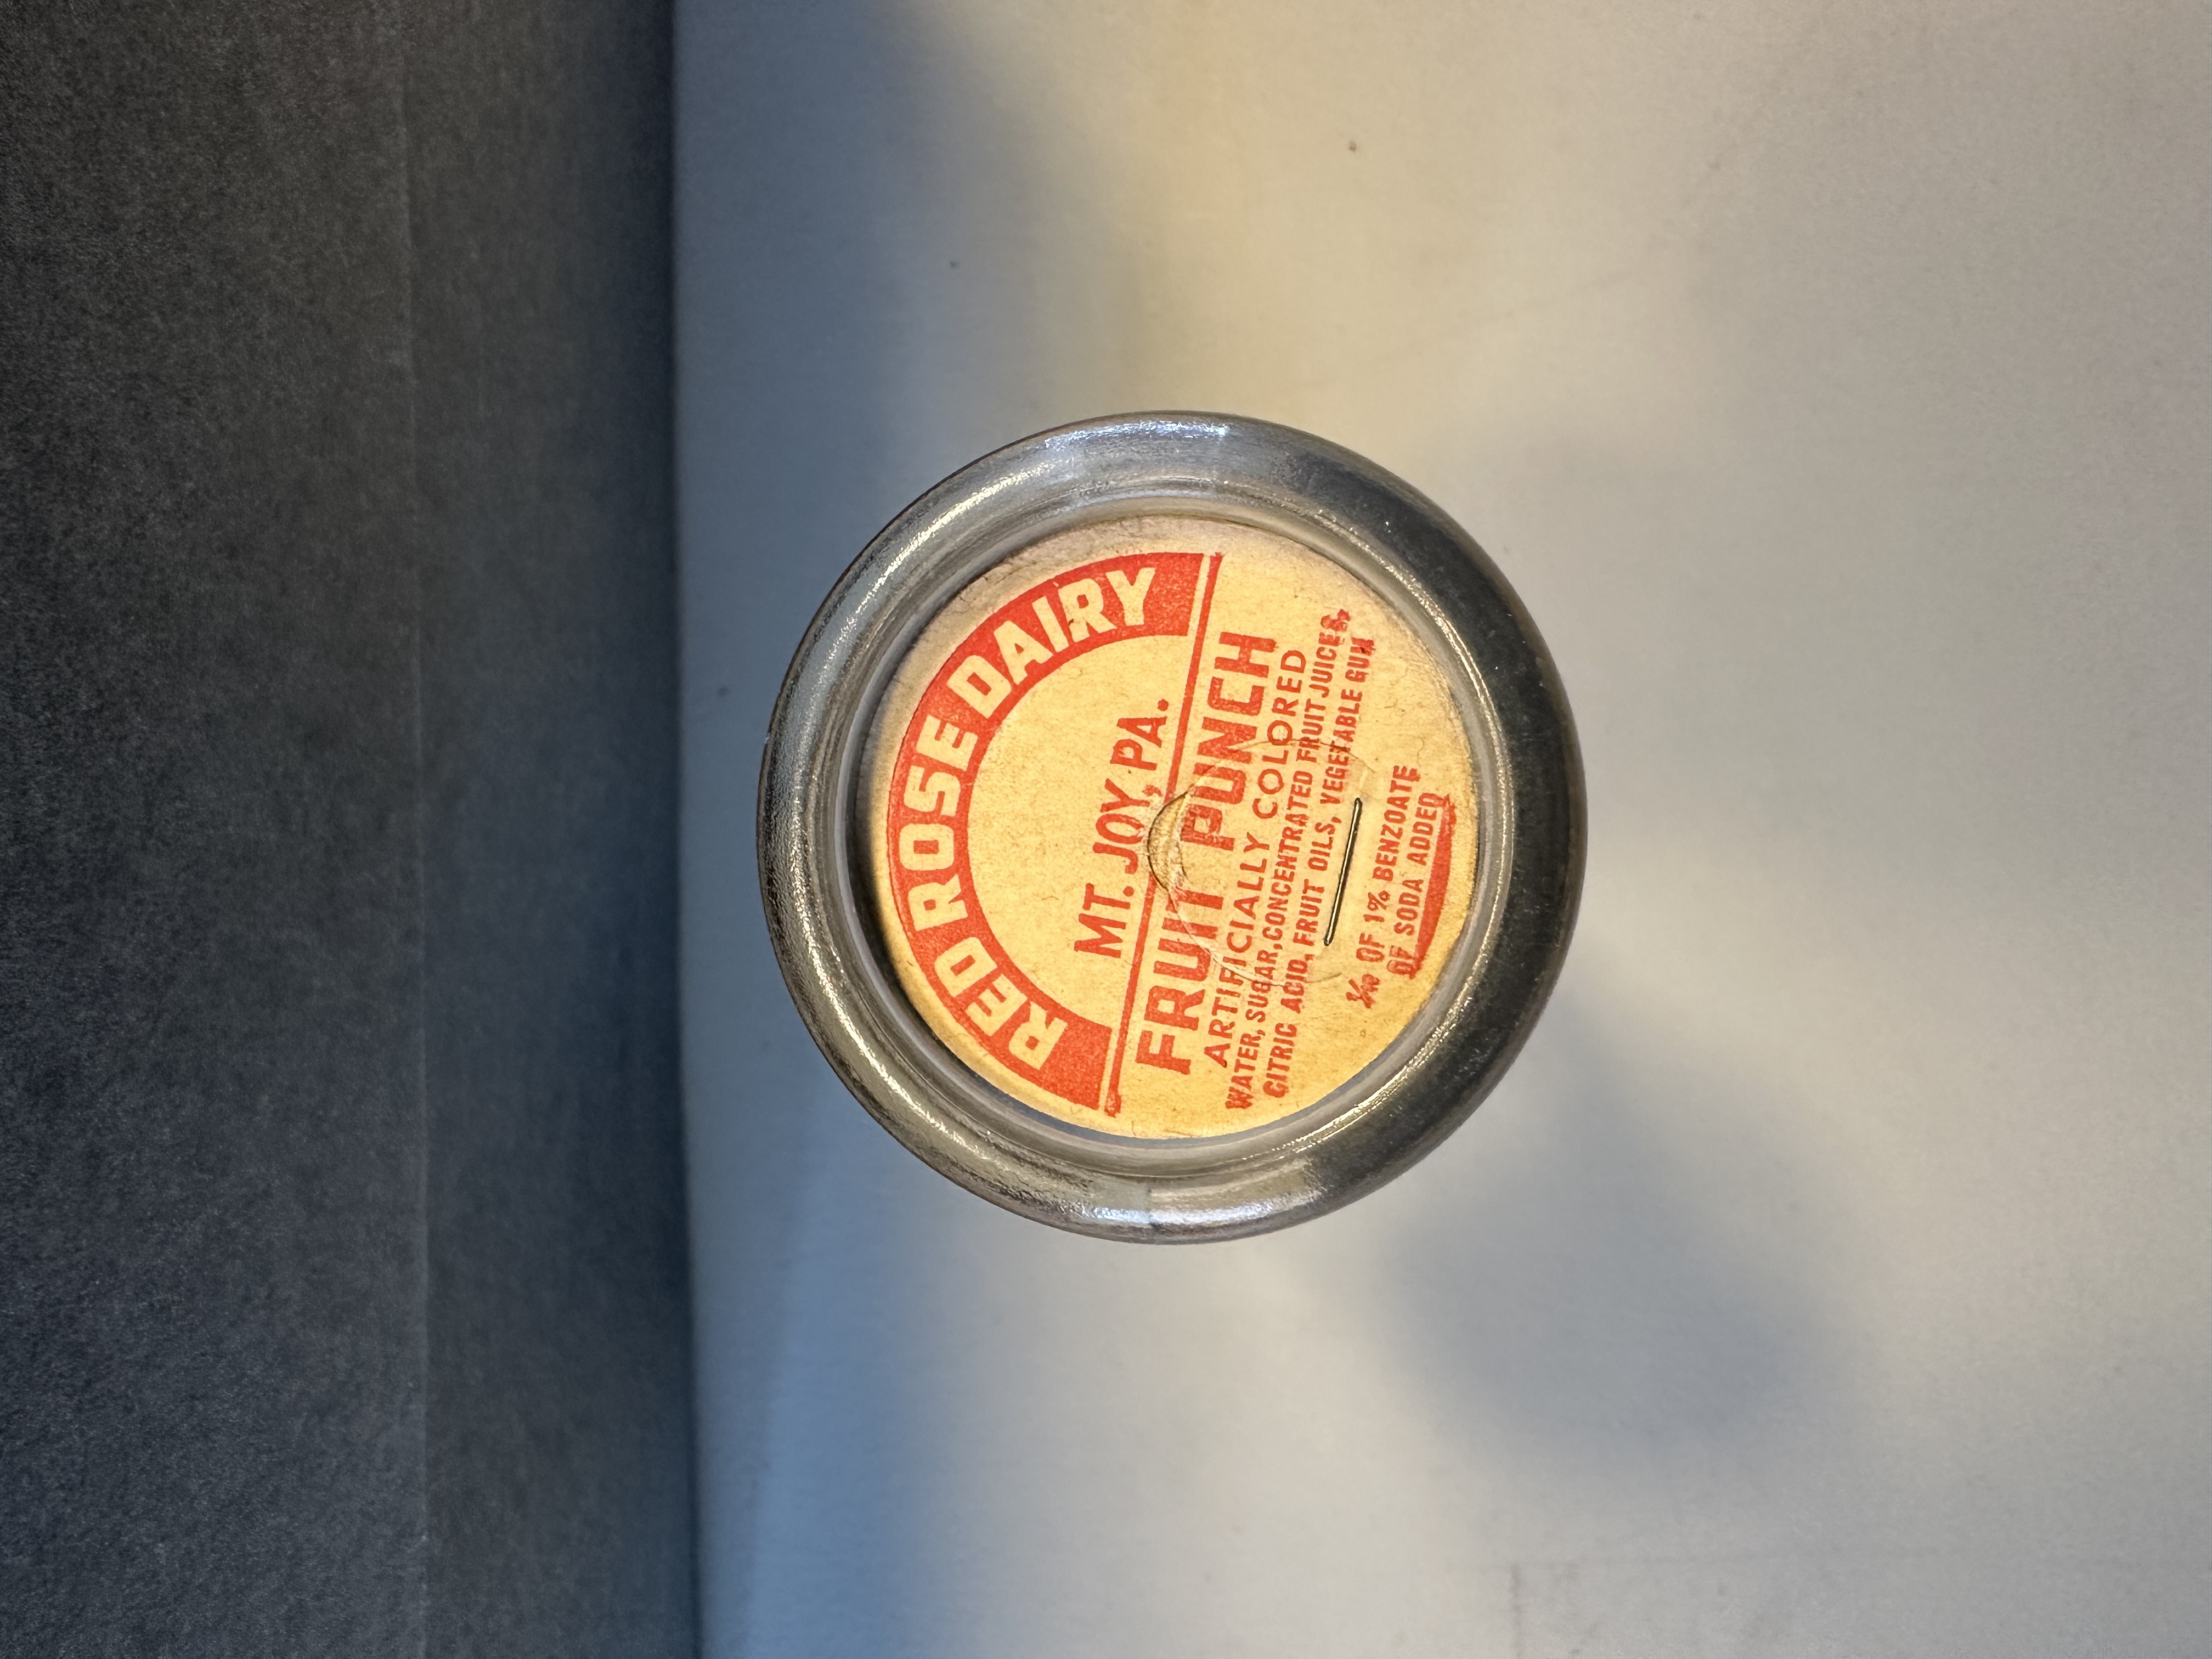 RED ROSE DAIRY
MT. JOY, PA.
FRUIT PUNCH
ARTIFICIALLY COLORED
WATER, SUGAR, CONCENTRATED FRUIT JUICES,
CITRIC ACID, FRUIT OILS, VEGETABLE GUM
1/10 OF 1% BENZOATE
OF SODA ADDED